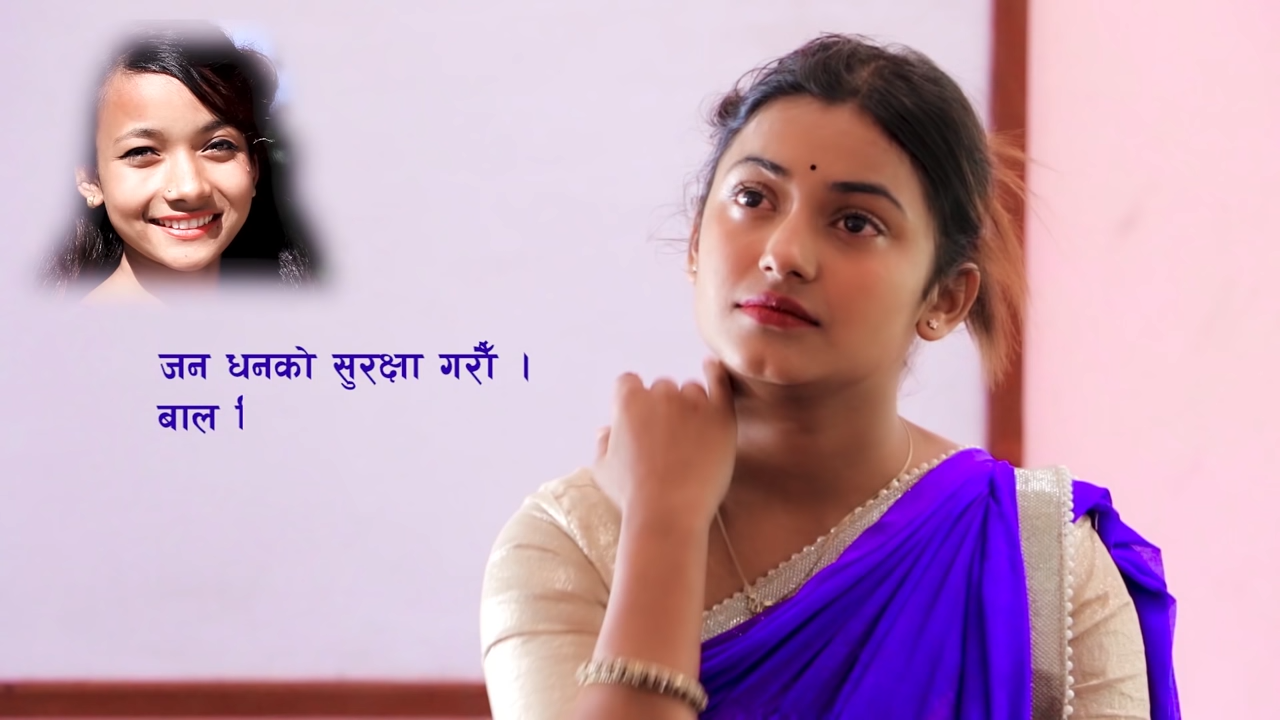 जन धनको सुरक्षा गरौँ ।
बाल